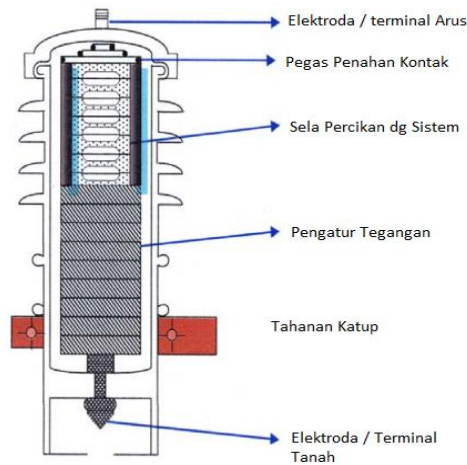 Elektroda / terminal Arus
Pegas Penahan Kontak
Sela Percikan dg Sistem
Pengatur Tegangan
Tahanan Katup
Elektroda / Terminal
Tanah